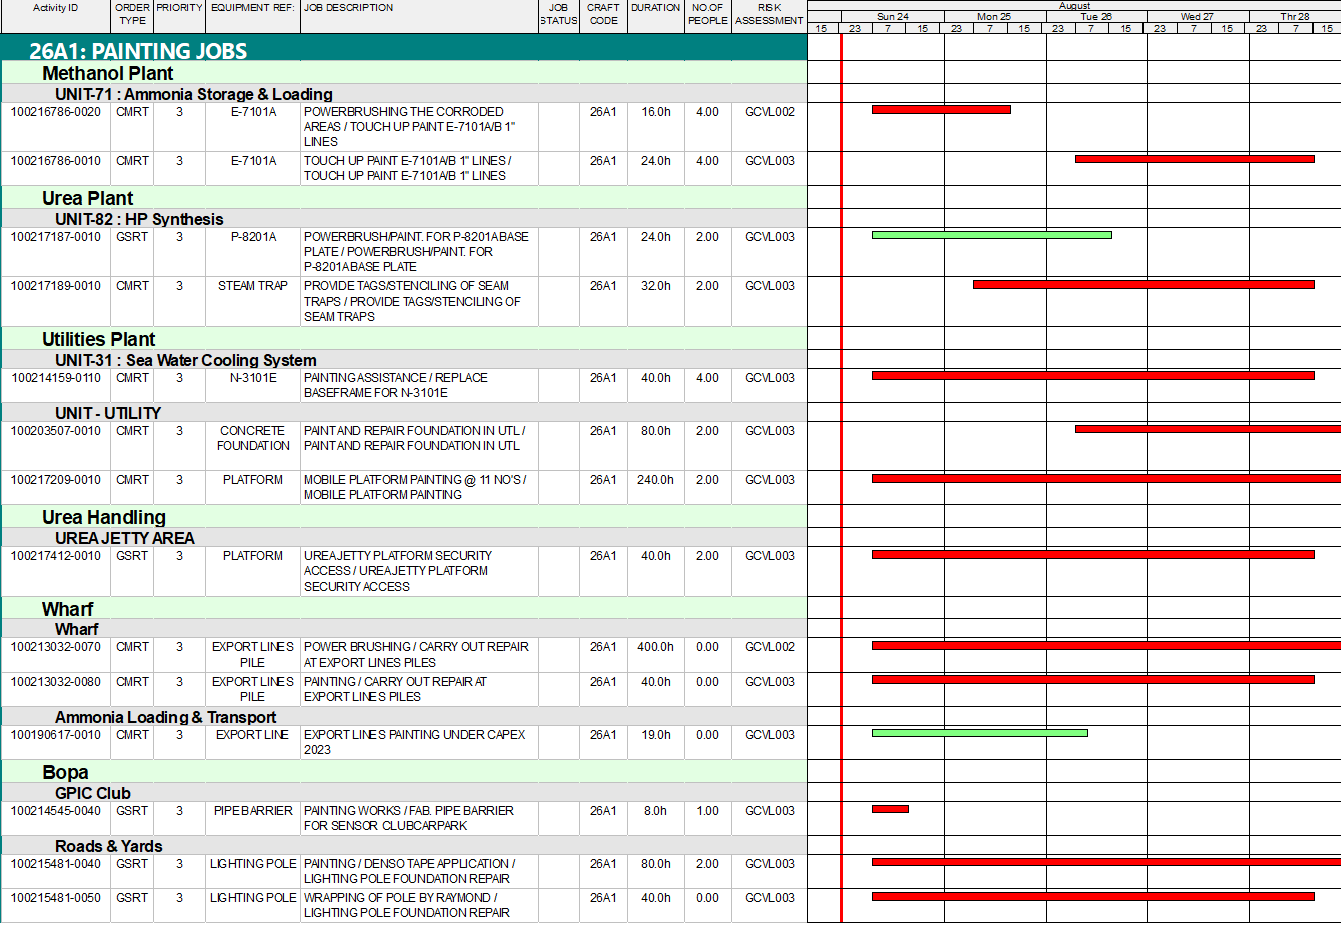 Activity ID ORDER TYPE PRIORITY EQUIPMENT REF: JOB DESCRIPTION JOB STATUS CRAFT CODE DURATION NO.OF PEOPLE RISK ASSESSMENT
August
Sun 24 Mon 25 Tue 26 Wed 27 Thr 28
15 23 7 15 23 7 15 23 7 15 23 7 15 23 7 15
26A1: PAINTING JOBS
Methanol Plant
UNIT-71 : Ammonia Storage & Loading
100216786-0020 CMRT 3 E-7101A POWERBRUSHING THE CORRODED 26A1 16.0h 4.00 GCVL002
AREAS / TOUCH UP PAINT E-7101A/B 1"
LINES
100216786-0010 CMRT 3 E-7101A TOUCH UP PAINT E-7101A/B 1" LINES / 26A1 24.0h 4.00 GCVL003
TOUCH UP PAINT E-7101A/B 1" LINES
Urea Plant
UNIT-82 : HP Synthesis
100217187-0010 GSRT 3 P-8201A POWERBRUSH/PAINT. FOR P-8201A BASE 26A1 24.0h 2.00 GCVL003
PLATE / POWERBRUSH/PAINT. FOR
P-8201A BASE PLATE
100217189-0010 CMRT 3 STEAM TRAP PROVIDE TAGS/STENCILING OF SEAM 26A1 32.0h 2.00 GCVL003
TRAPS / PROVIDE TAGS/STENCILING OF
SEAM TRAPS
Utilities Plant
UNIT-31 : Sea Water Cooling System
100214159-0110 CMRT 3 N-3101E PAINTING ASSISTANCE / REPLACE 26A1 40.0h 4.00 GCVL003
BASEFRAME FOR N-3101E
UNIT - UTILITY
100203507-0010 CMRT 3 CONCRETE PAINT AND REPAIR FOUNDATION IN UTL / 26A1 80.0h 2.00 GCVL003
FOUNDATION PAINT AND REPAIR FOUNDATION IN UTL
100217209-0010 CMRT 3 PLATFORM MOBILE PLATFORM PAINTING @ 11 NO'S / 26A1 240.0h 2.00 GCVL003
MOBILE PLATFORM PAINTING
Urea Handling
UREA JETTY AREA
100217412-0010 GSRT 3 PLATFORM UREA JETTY PLATFORM SECURITY 26A1 40.0h 2.00 GCVL003
ACCESS / UREA JETTY PLATFORM
SECURITY ACCESS
Wharf
Wharf
100213032-0070 CMRT 3 EXPORT LINES POWER BRUSHING / CARRY OUT REPAIR 26A1 400.0h 0.00 GCVL002
PILE AT EXPORT LINES PILES
100213032-0080 CMRT 3 EXPORT LINES PAINTING / CARRY OUT REPAIR AT 26A1 40.0h 0.00 GCVL003
PILE EXPORT LINES PILES
Ammonia Loading & Transport
100190617-0010 CMRT 3 EXPORT LINE EXPORT LINES PAINTING UNDER CAPEX 26A1 19.0h 0.00 GCVL003
2023
Bopa
GPIC Club
100214545-0040 GSRT 3 PIPE BARRIER PAINTING WORKS / FAB. PIPE BARRIER 26A1 8.0h 1.00 GCVL003
FOR SENSOR CLUBCARPARK
Roads & Yards
100215481-0040 GSRT 3 LIGHTING POLE PAINTING / DENSO TAPE APPLICATION / 26A1 80.0h 2.00 GCVL003
LIGHTING POLE FOUNDATION REPAIR
100215481-0050 GSRT 3 LIGHTING POLE WRAPPING OF POLE BY RAYMOND / 26A1 40.0h 0.00 GCVL003
LIGHTING POLE FOUNDATION REPAIR